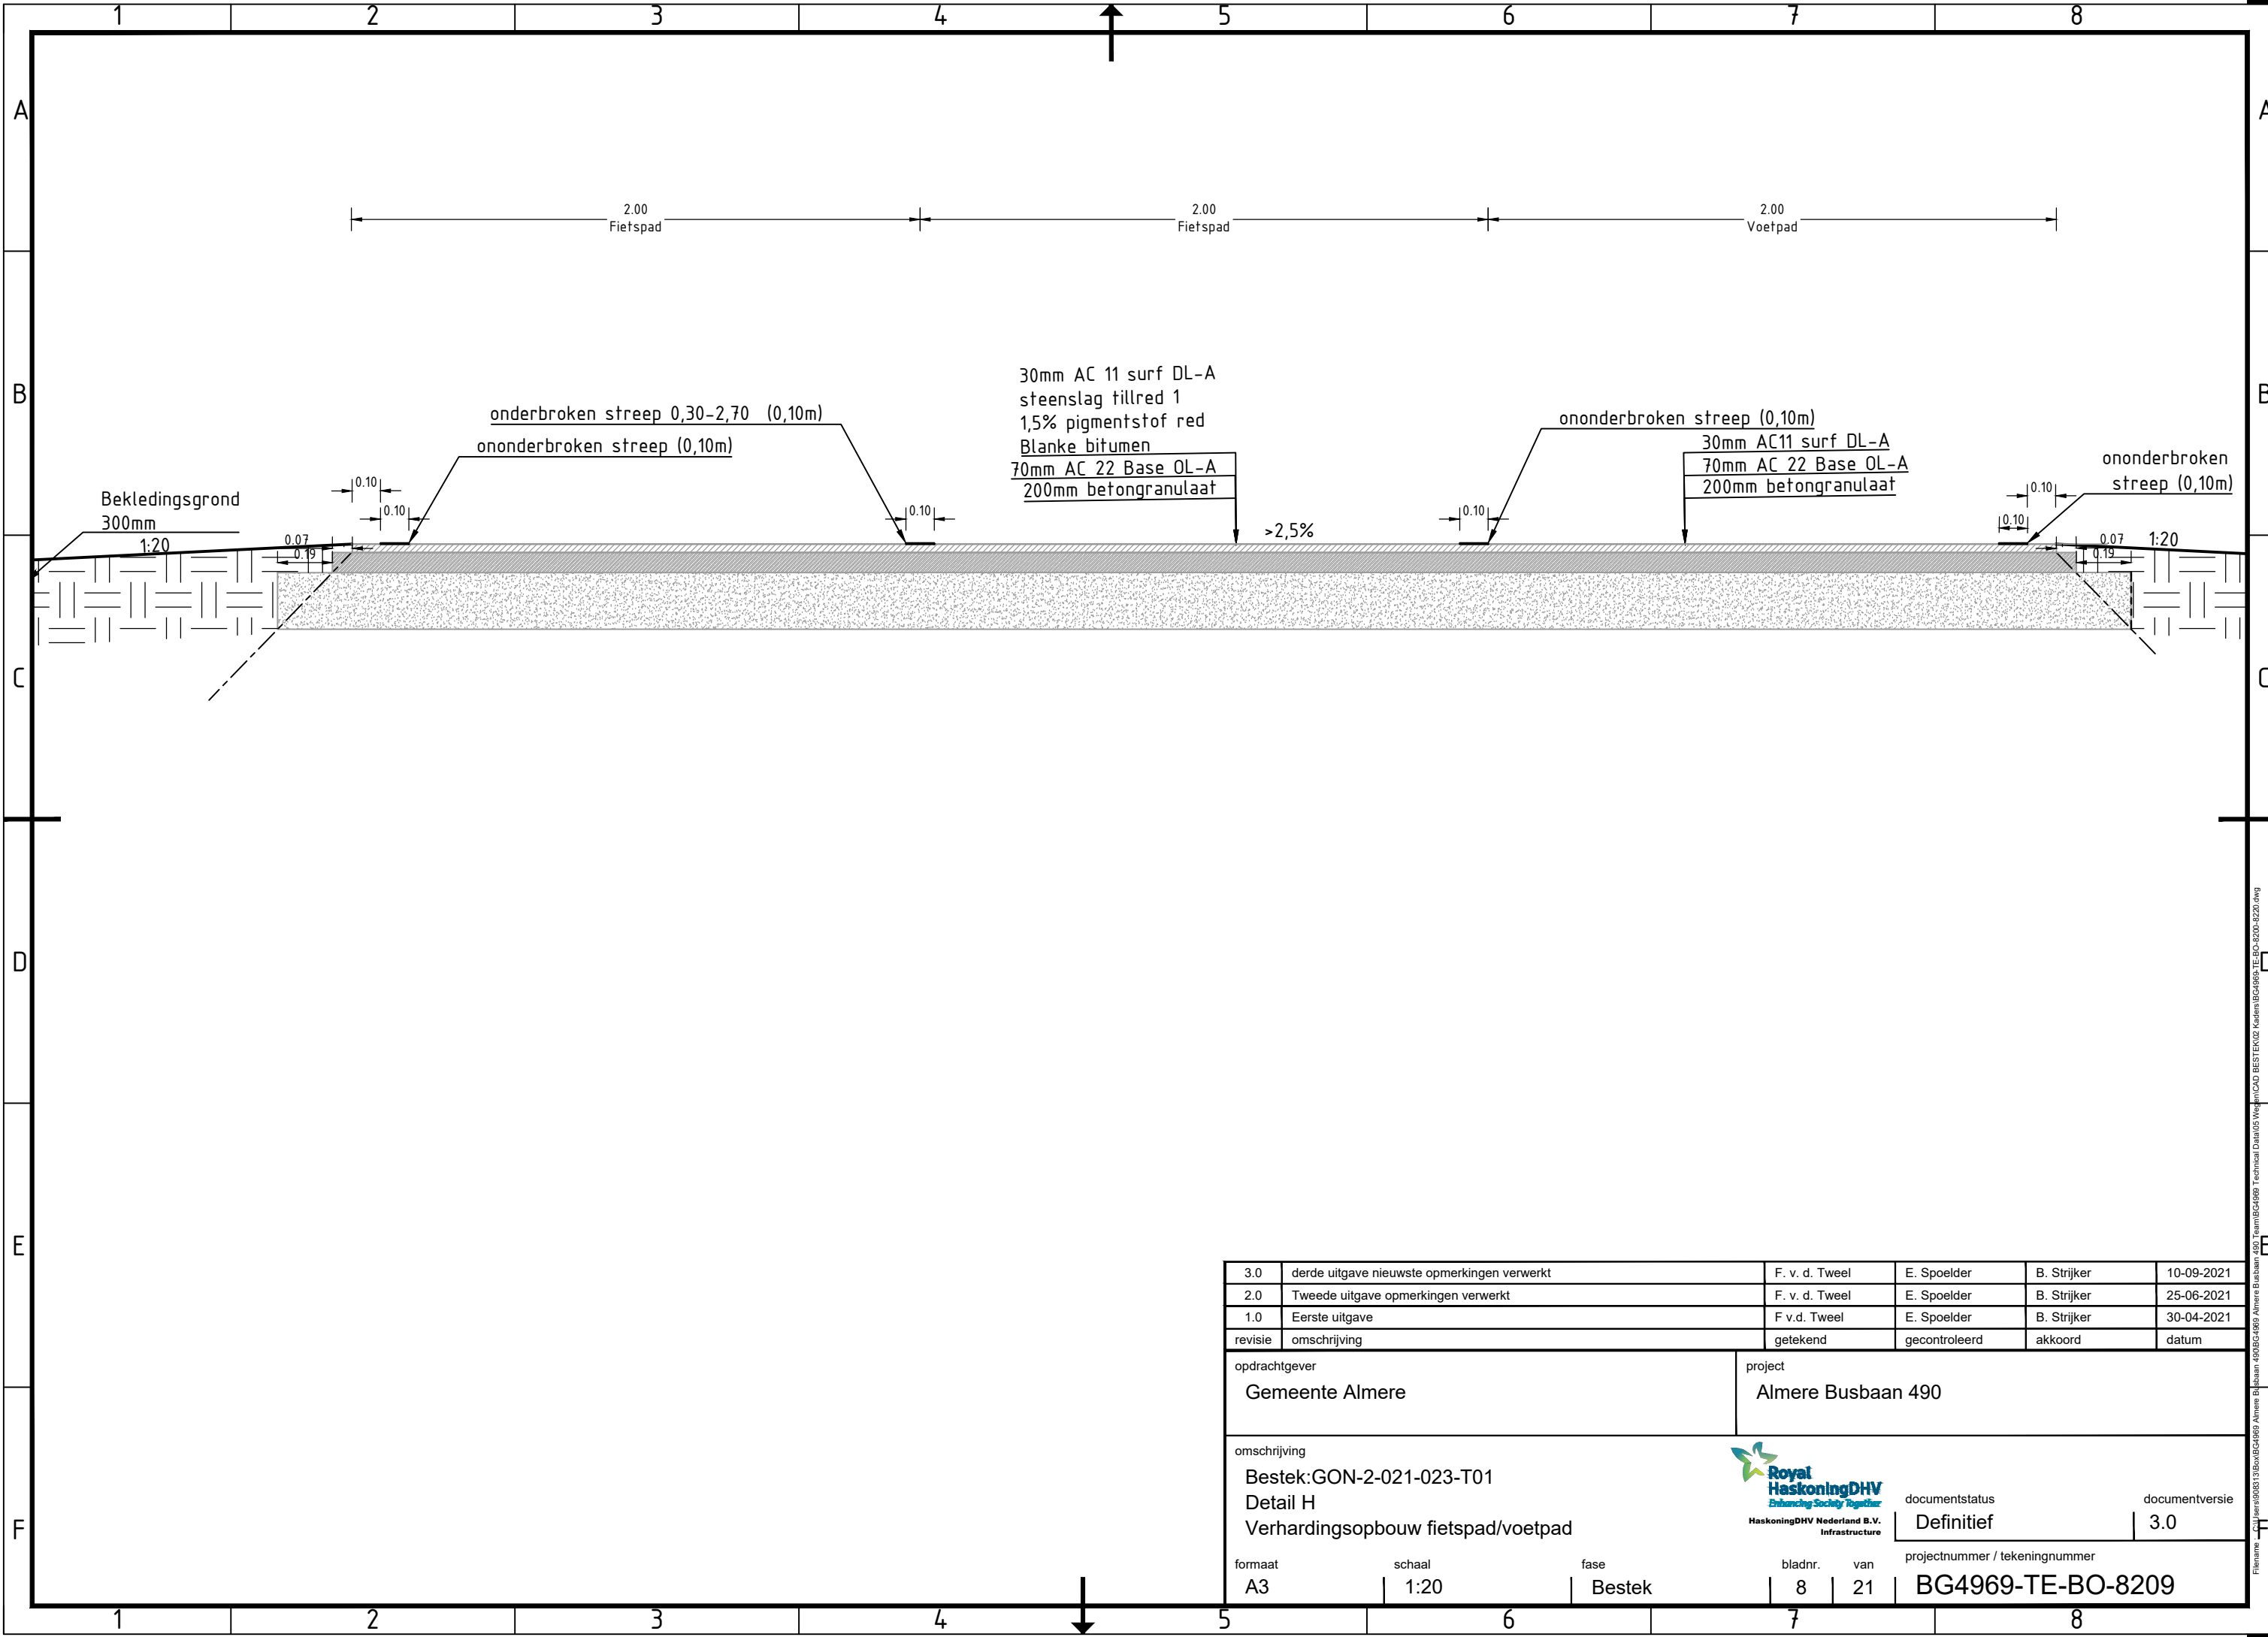 1 2 3 4 5 6 7 8
A A
B B
C C
D D
E E
F F
2.00
Fietspad
2.00
Fietspad
2.00
Voetpad
30mm AC 11 surf DL-A
steenslag tillred 1
1,5% pigmentstof red
Blanke bitumen
70mm AC 22 Base OL-A
200mm betongranulaat
onderbroken streep 0,30-2,70 (0,10m)
ononderbroken streep (0,10m)
ononderbroken streep (0,10m)
30mm AC11 surf DL-A
70mm AC 22 Base OL-A
200mm betongranulaat
ononderbroken
streep (0,10m)
Bekledingsgrond
300mm
1:20
0.10
0.10
0.07
0.19
0.10
>2,5%
0.10
0.10
0.10
0.07
0.19
1:20
3.0 derde uitgave nieuwste opmerkingen verwerkt F. v. d. Tweel E. Spoelder B. Strijker 10-09-2021
2.0 Tweede uitgave opmerkingen verwerkt F. v. d. Tweel E. Spoelder B. Strijker 25-06-2021
1.0 Eerste uitgave F v.d. Tweel E. Spoelder B. Strijker 30-04-2021
revisie omschrijving getekend gecontroleerd akkoord datum
opdrachtgever
Gemeente Almere
project
Almere Busbaan 490
omschrijving
Bestek:GON-2-021-023-T01
Detail H
Verhardingsopbouw fietspad/voetpad
Royal
HaskoningDHV
Enhancing Society Together
HaskoningDHV Nederland B.V.
Infrastructure
documentstatus
Definitief
documentversie
3.0
formaat
A3
schaal
1:20
fase
Bestek
bladnr.
8
van
21
projectnummer / tekeningnummer
BG4969-TE-BO-8209
1 2 3 4 5 6 7 8